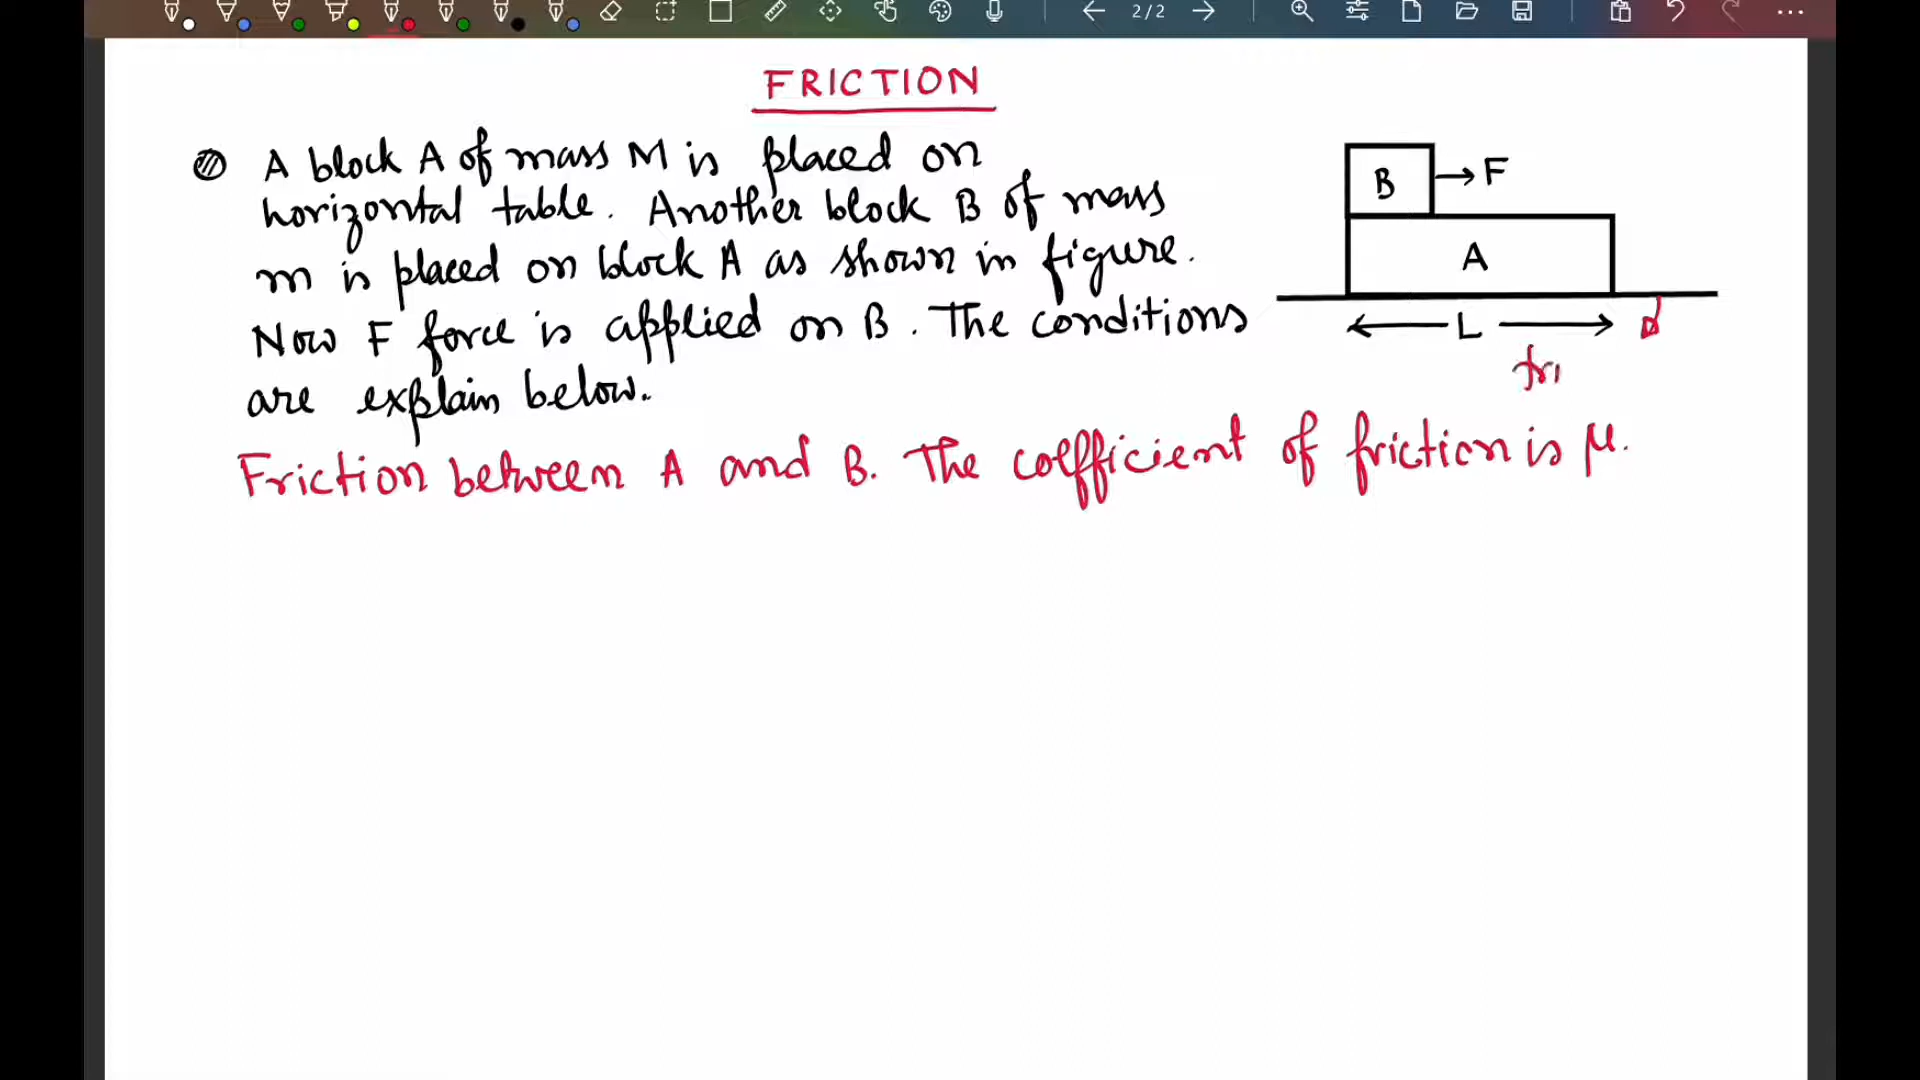 2/2
FRICTION
A block A of mass M is placed on
horizontal table. Another block B of mass
m is placed on block A as shown in figure.
Now F force is applied on B. The conditions
are explain below.
B → F
A
L
fri
Friction between A and B. The coefficient of friction is μ.